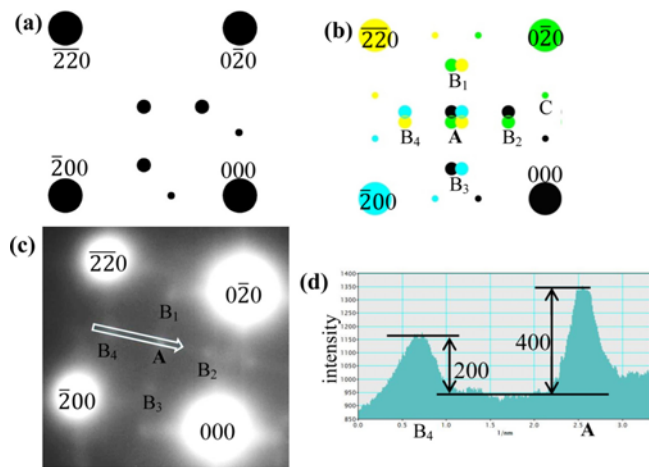 (a)
2̅2̅0
02̅0
2̅00
000
(b)
2̅2̅0
02̅0
B₁
C
B₄
A
B₂
B₃
2̅00
000
(c)
2̅2̅0
02̅0
B₁
B₄
A
B₂
2̅00
B₃
000
(d)
1400
1350
1300
1250
1200
1150
1100
1050
1000
950
900
850
intensity
200
400
0.0 0.5 1.0 1.5 2.0 2.5 3.0
1/nm
B₄
A